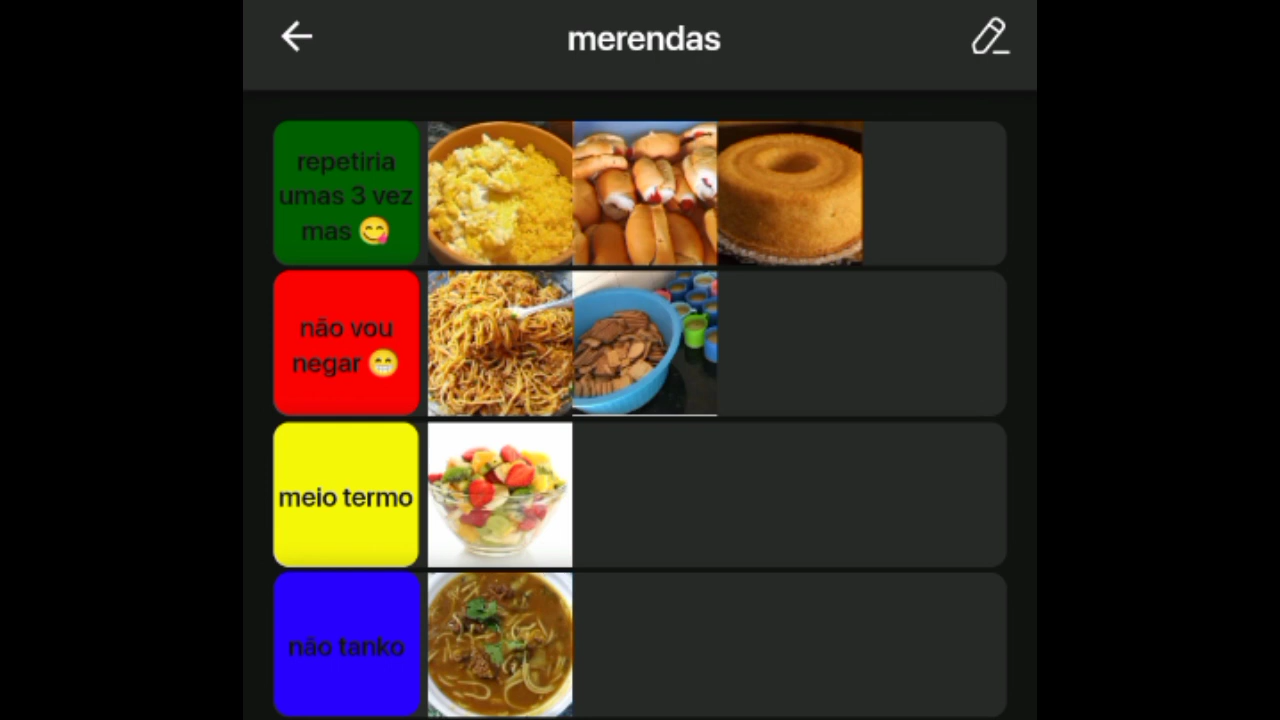 merendas
repetiria
umas 3 vez
mas 😋
não vou
negar 😁
meio termo
não tanko